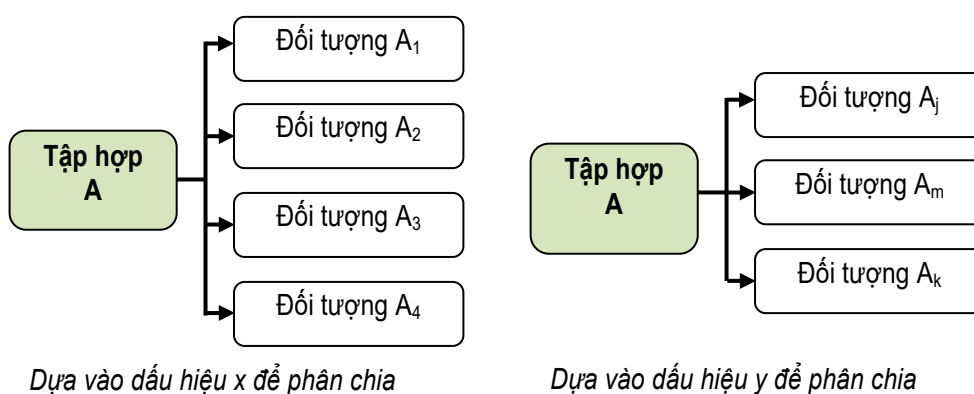 Đối tượng A₁
Đối tượng A₂
Tập hợp
A
Đối tượng A₃
Đối tượng A₄
Dựa vào dấu hiệu x để phân chia
Đối tượng Aⱼ
Tập hợp
A
Đối tượng Aₘ
Đối tượng Aₖ
Dựa vào dấu hiệu y để phân chia